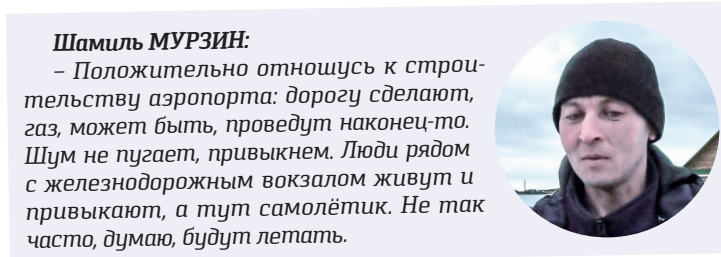 Шамиль МУРЗИН:
– Положительно отношусь к строи-
тельству аэропорта: дорогу сделают,
газ, может быть, проведут наконец-то.
Шум не пугает, привыкнем. Люди рядом
с железнодорожным вокзалом живут и
привыкают, а тут самолётик. Не так
часто, думаю, будут летать.